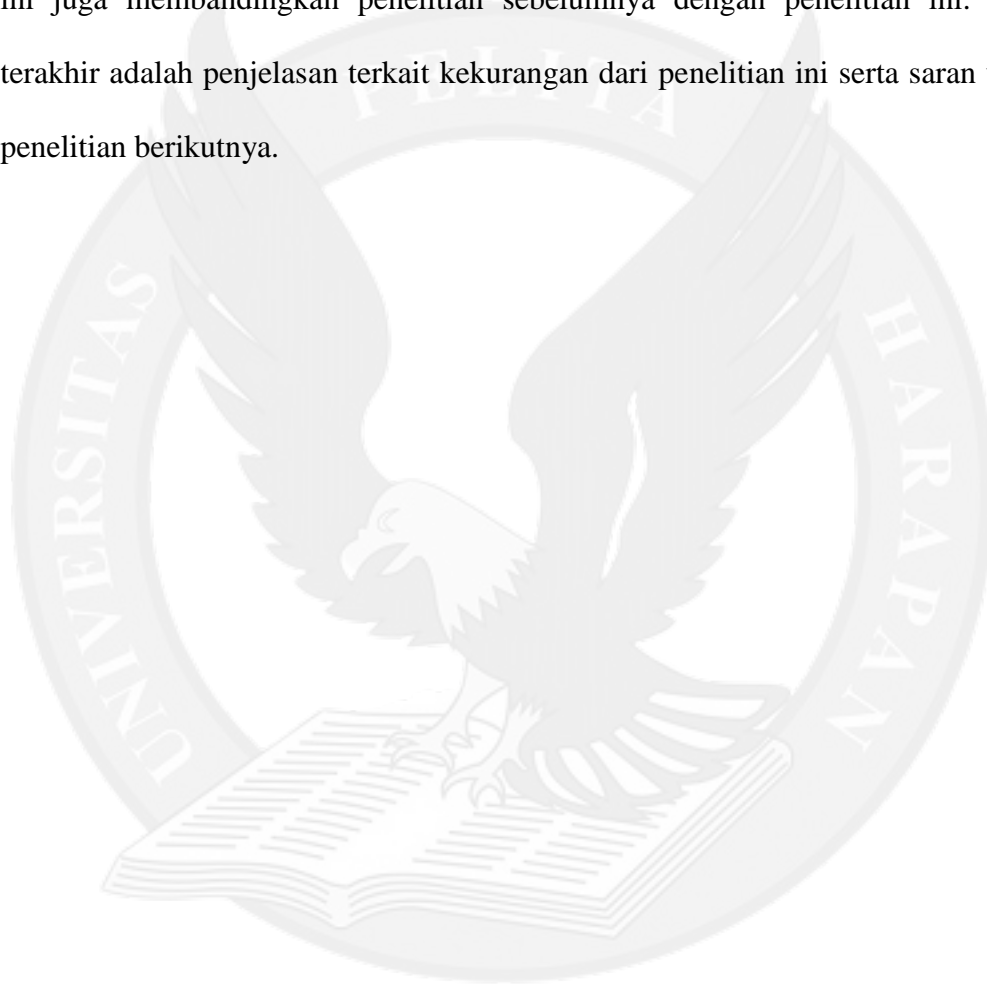 ini juga membandingkan penelitian sebelumnya dengan penelitian ini.
terakhir adalah penjelasan terkait kekurangan dari penelitian ini serta saran
penelitian berikutnya.
UNIVERSITAS PELITA HARAPAN